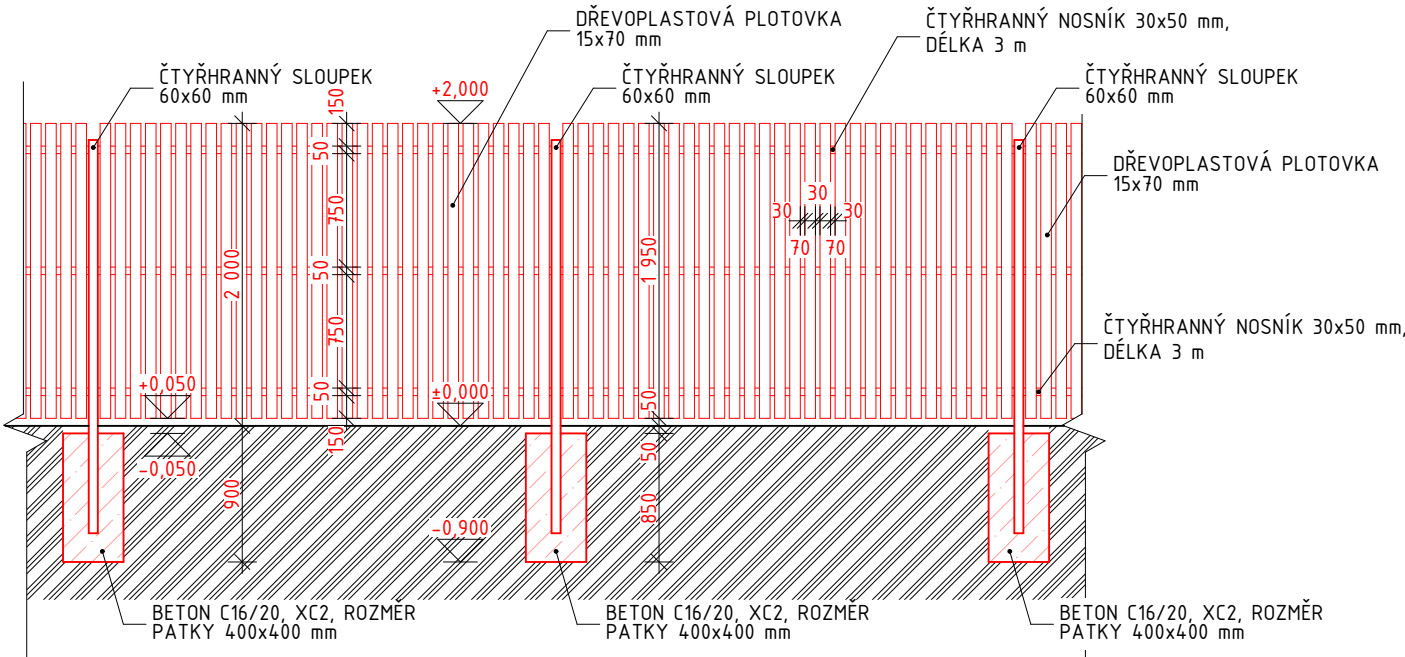 DŘEVOPLASTOVÁ PLOTOVKA
15x70 mm
ČTYŘHRANNÝ NOSNÍK 30x50 mm,
DÉLKA 3 m
ČTYŘHRANNÝ SLOUPEK
60x60 mm
ČTYŘHRANNÝ SLOUPEK
60x60 mm
ČTYŘHRANNÝ SLOUPEK
60x60 mm
+2,000
150
50
750
50
750
50
150
2 000
900
1 950
50
50
850
30
30
30
70
70
DŘEVOPLASTOVÁ PLOTOVKA
15x70 mm
ČTYŘHRANNÝ NOSNÍK 30x50 mm,
DÉLKA 3 m
+0,050
±0,000
-0,050
-0,900
BETON C16/20, XC2, ROZMĚR
PATKY 400x400 mm
BETON C16/20, XC2, ROZMĚR
PATKY 400x400 mm
BETON C16/20, XC2, ROZMĚR
PATKY 400x400 mm